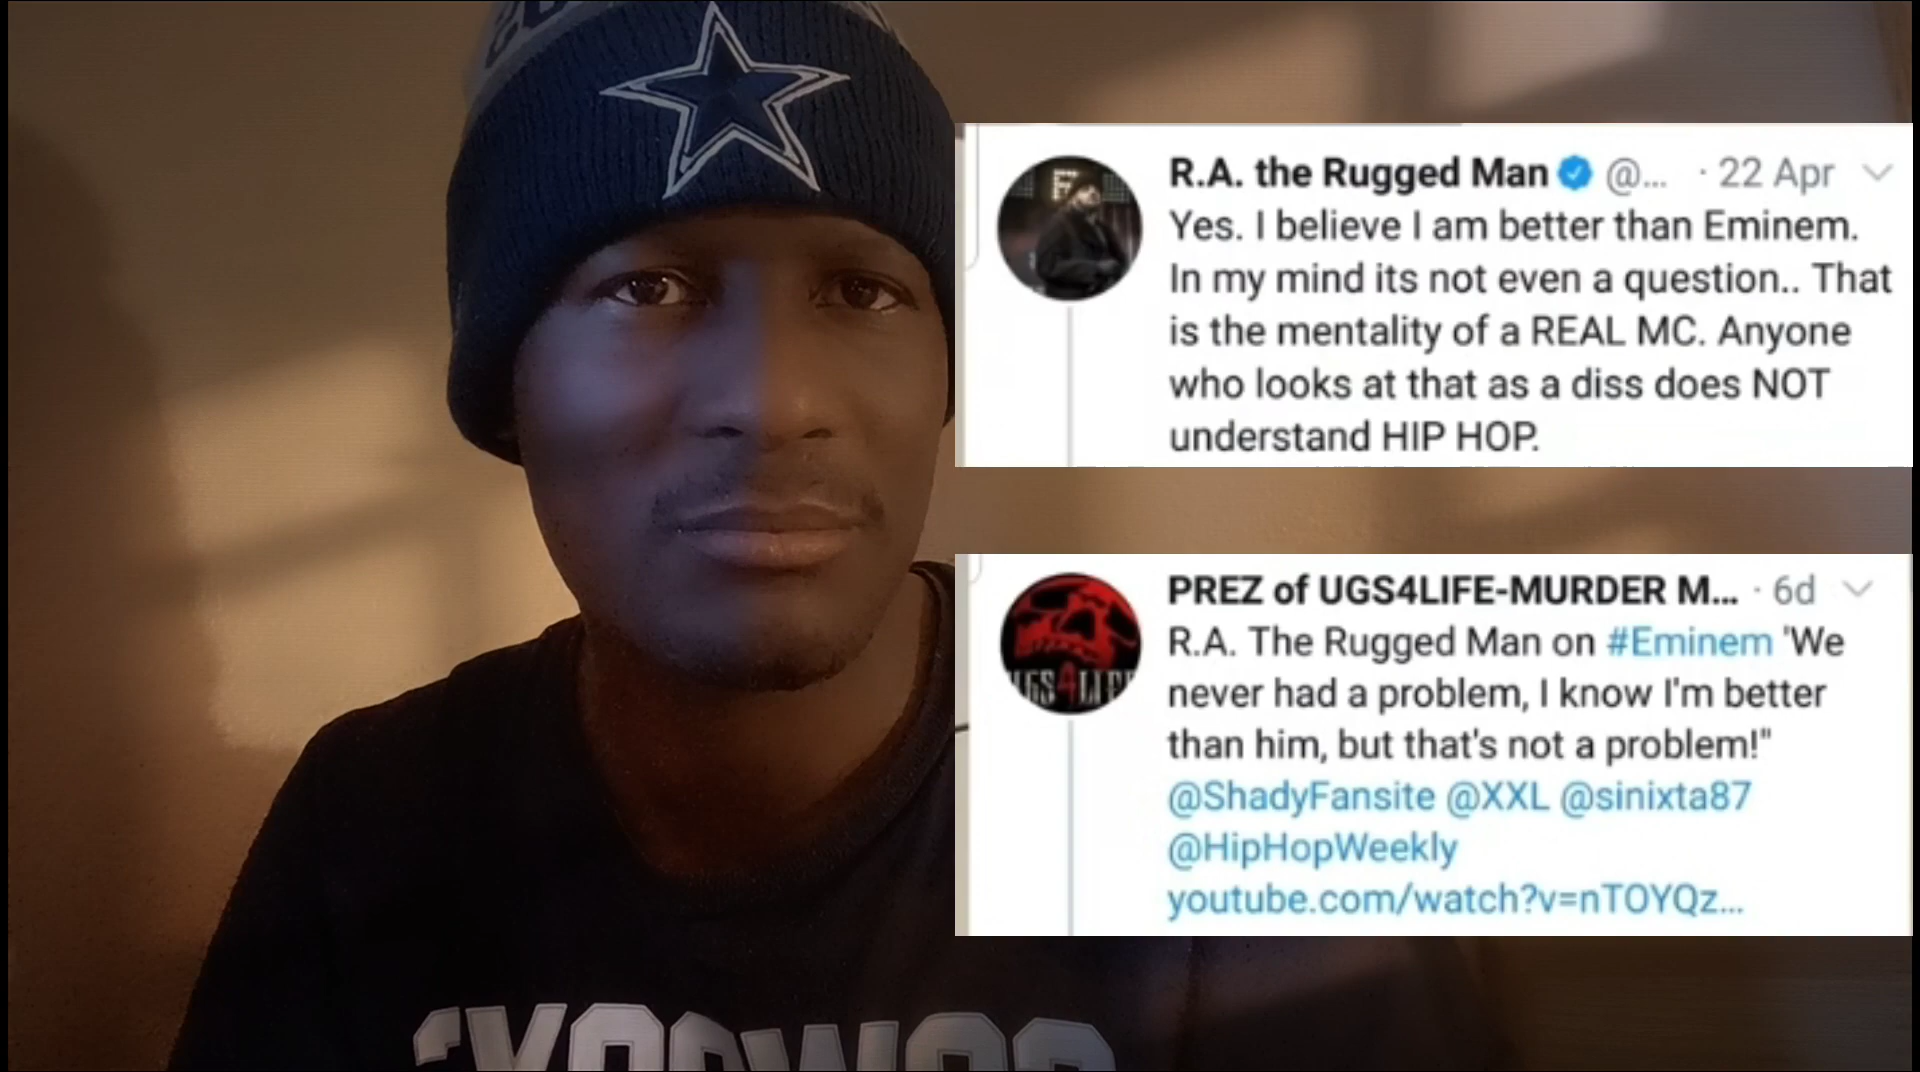 R.A. the Rugged Man @... · 22 Apr
Yes. I believe I am better than Eminem.
In my mind its not even a question.. That
is the mentality of a REAL MC. Anyone
who looks at that as a diss does NOT
understand HIP HOP.
PREZ of UGS4LIFE-MURDER M... · 6d
R.A. The Rugged Man on #Eminem 'We
never had a problem, I know I'm better
than him, but that's not a problem!"
@ShadyFansite @XXL @sinixta87
@HipHopWeekly
youtube.com/watch?v=nTOYQz...